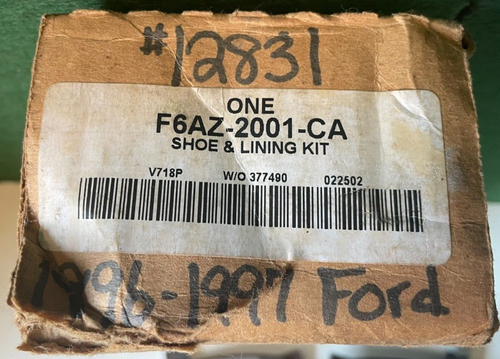 #12831
ONE
F6AZ-2001-CA
SHOE & LINING KIT
V718P W/O 377490 022502
1996-1997 Ford